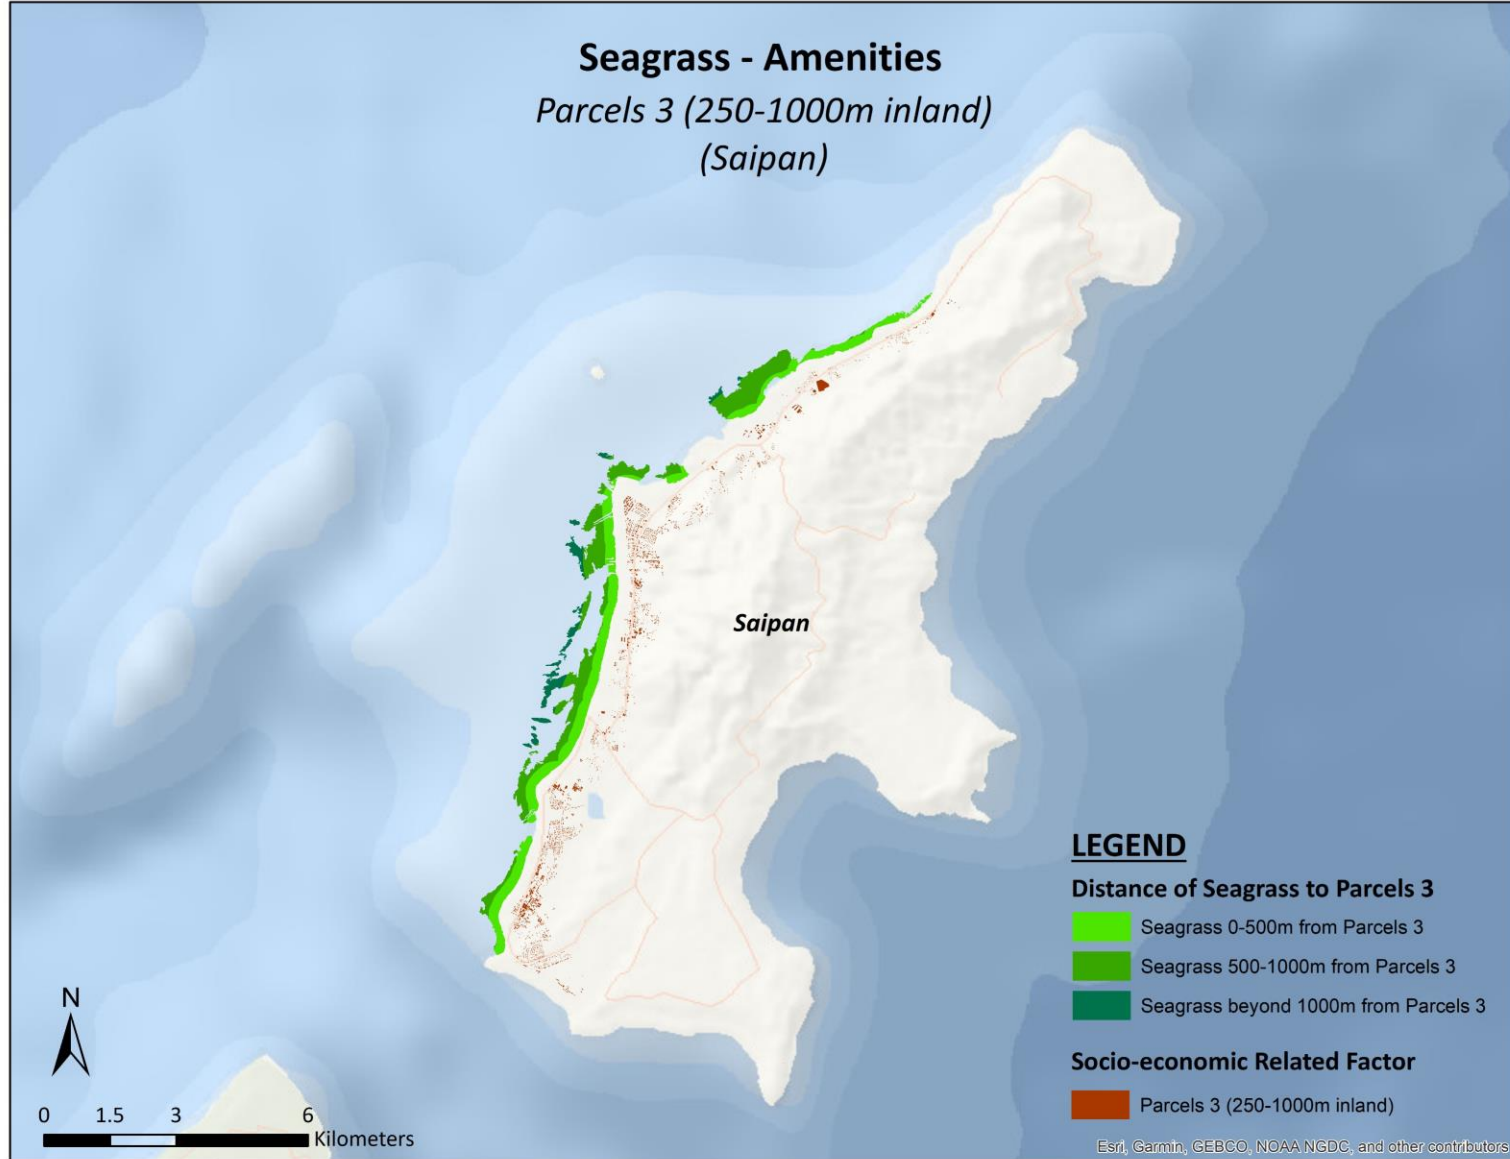 Seagrass - Amenities
Parcels 3 (250-1000m inland)
(Saipan)
Saipan
LEGEND
Distance of Seagrass to Parcels 3
Seagrass 0-500m from Parcels 3
Seagrass 500-1000m from Parcels 3
Seagrass beyond 1000m from Parcels 3
Socio-economic Related Factor
Parcels 3 (250-1000m inland)
N
0 1.5 3 6
Kilometers
Esri, Garmin, GEBCO, NOAA NGDC, and other contributors